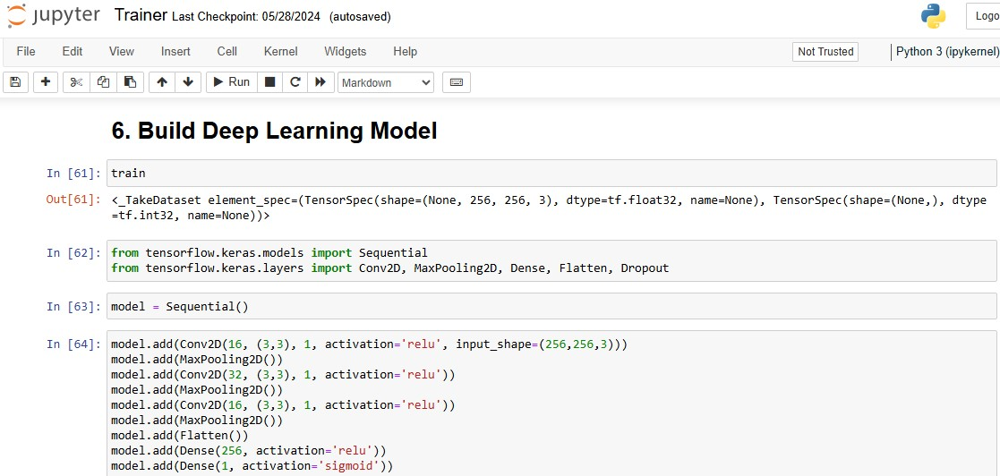 jupyter Trainer Last Checkpoint: 05/28/2024 (autosaved)
Logo
File Edit View Insert Cell Kernel Widgets Help
Not Trusted
Python 3 (ipykernel)
Run
Markdown
6. Build Deep Learning Model
In [61]: train
Out[61]: <_TakeDataset element_spec=(TensorSpec(shape=(None, 256, 256, 3), dtype=tf.float32, name=None), TensorSpec(shape=(None,), dtype
=tf.int32, name=None))>
In [62]: from tensorflow.keras.models import Sequential
from tensorflow.keras.layers import Conv2D, MaxPooling2D, Dense, Flatten, Dropout
In [63]: model = Sequential()
In [64]: model.add(Conv2D(16, (3,3), 1, activation='relu', input_shape=(256,256,3)))
model.add(MaxPooling2D())
model.add(Conv2D(32, (3,3), 1, activation='relu'))
model.add(MaxPooling2D())
model.add(Conv2D(16, (3,3), 1, activation='relu'))
model.add(MaxPooling2D())
model.add(Flatten())
model.add(Dense(256, activation='relu'))
model.add(Dense(1, activation='sigmoid'))